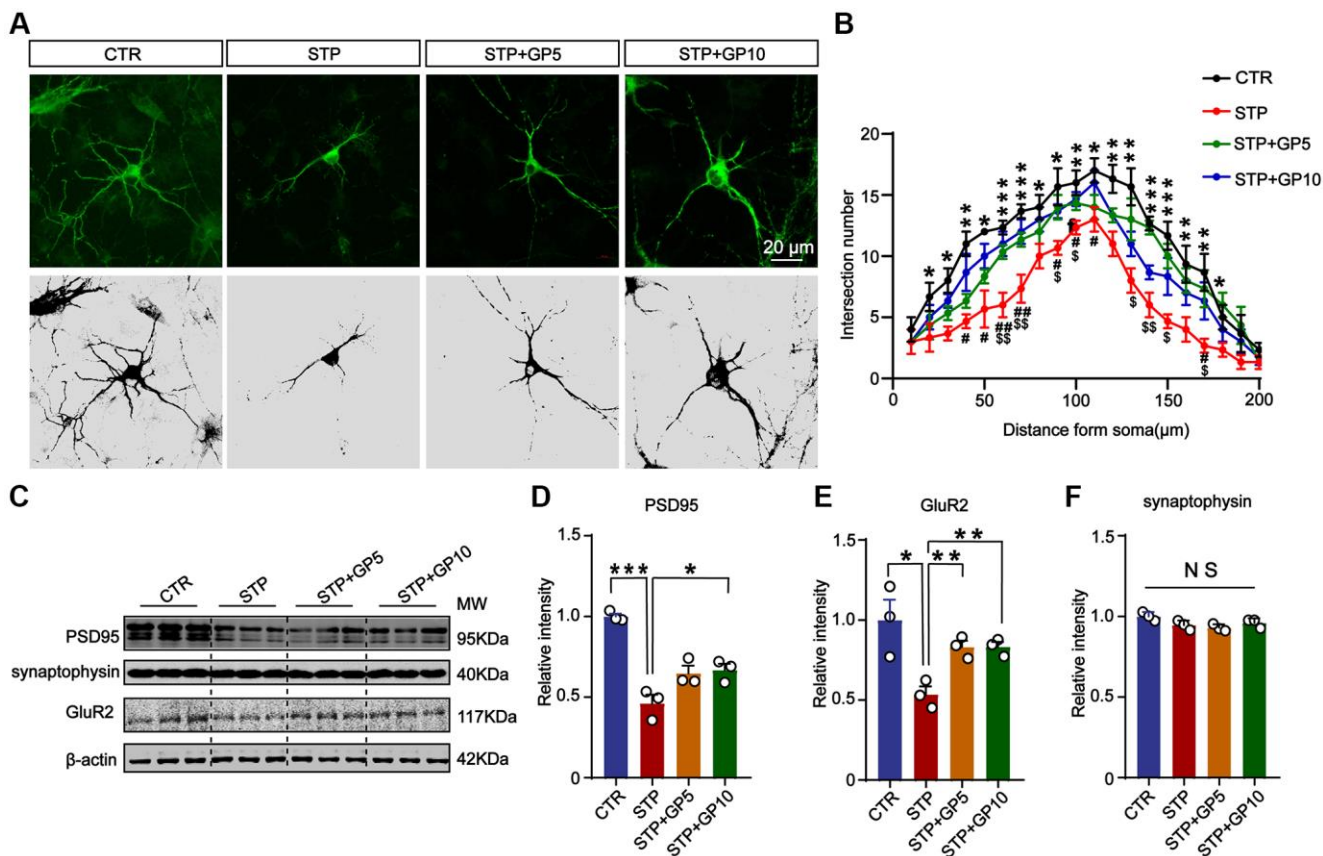 A
CTR STP STP+GP5 STP+GP10
20 μm
B
CTR
STP
STP+GP5
STP+GP10
Intersection number
20
15
10
5
0
0 50 100 150 200
Distance form soma(μm)
C
CTR STP STP+GP5 STP+GP10 MW
PSD95 95KDa
synaptophysin 40KDa
GluR2 117KDa
β-actin 42KDa
D
PSD95
***
*
Relative intensity
1.5
1.0
0.5
0
CTR STP STP+GP5 STP+GP10
E
GluR2
**
* **
Relative intensity
1.5
1.0
0.5
0
CTR STP STP+GP5 STP+GP10
F
synaptophysin
N S
Relative intensity
1.5
1.0
0.5
0
CTR STP STP+GP5 STP+GP10